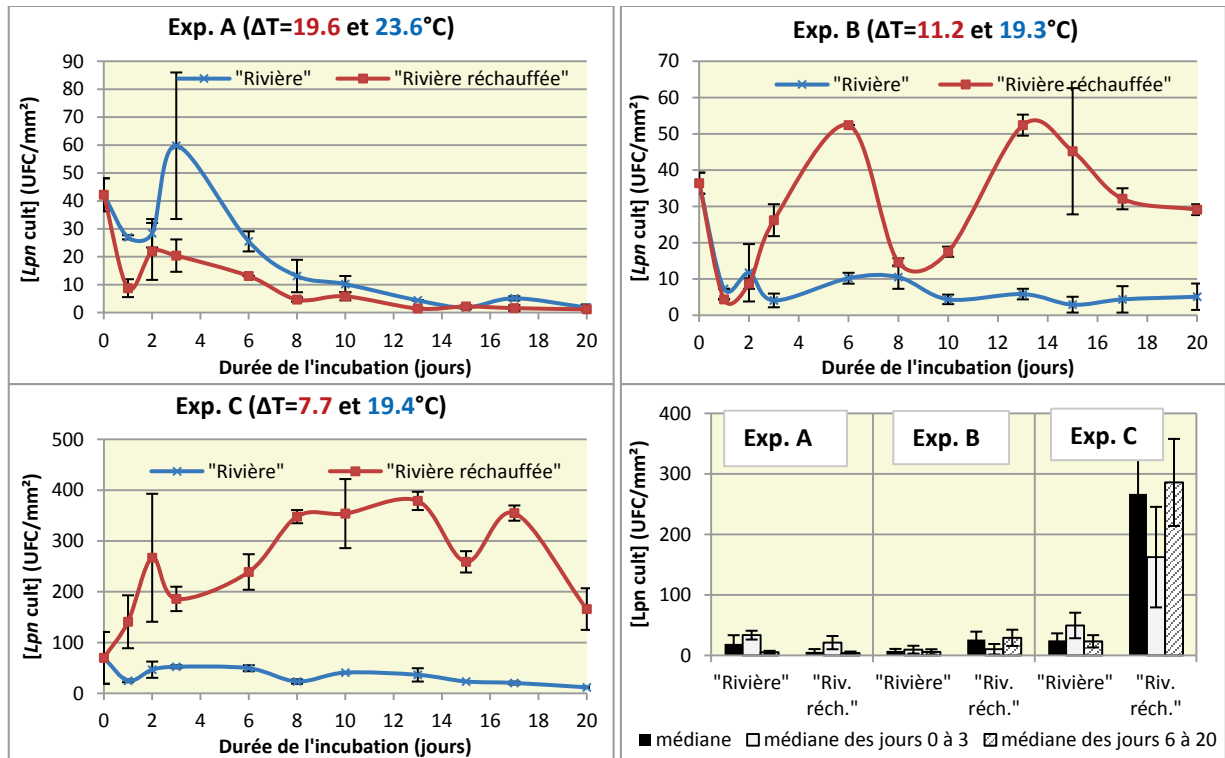 Exp. A (ΔT=19.6 et 23.6°C)
[Lpn cult] (UFC/mm²)
90
80
70
60
50
40
30
20
10
0
"Rivière" "Rivière réchauffée"
0 2 4 6 8 10 12 14 16 18 20
Durée de l'incubation (jours)
Exp. B (ΔT=11.2 et 19.3°C)
[Lpn cult] (UFC/mm²)
70
60
50
40
30
20
10
0
"Rivière" "Rivière réchauffée"
0 2 4 6 8 10 12 14 16 18 20
Durée de l'incubation (jours)
Exp. C (ΔT=7.7 et 19.4°C)
[Lpn cult] (UFC/mm²)
500
400
300
200
100
0
"Rivière" "Rivière réchauffée"
0 2 4 6 8 10 12 14 16 18 20
Durée de l'incubation (jours)
[Lpn cult] (UFC/mm²)
400
300
200
100
0
Exp. A Exp. B Exp. C
"Rivière" "Riv. "Rivière" "Riv. "Rivière" "Riv.
réch." réch." réch."
médiane médiane des jours 0 à 3 médiane des jours 6 à 20